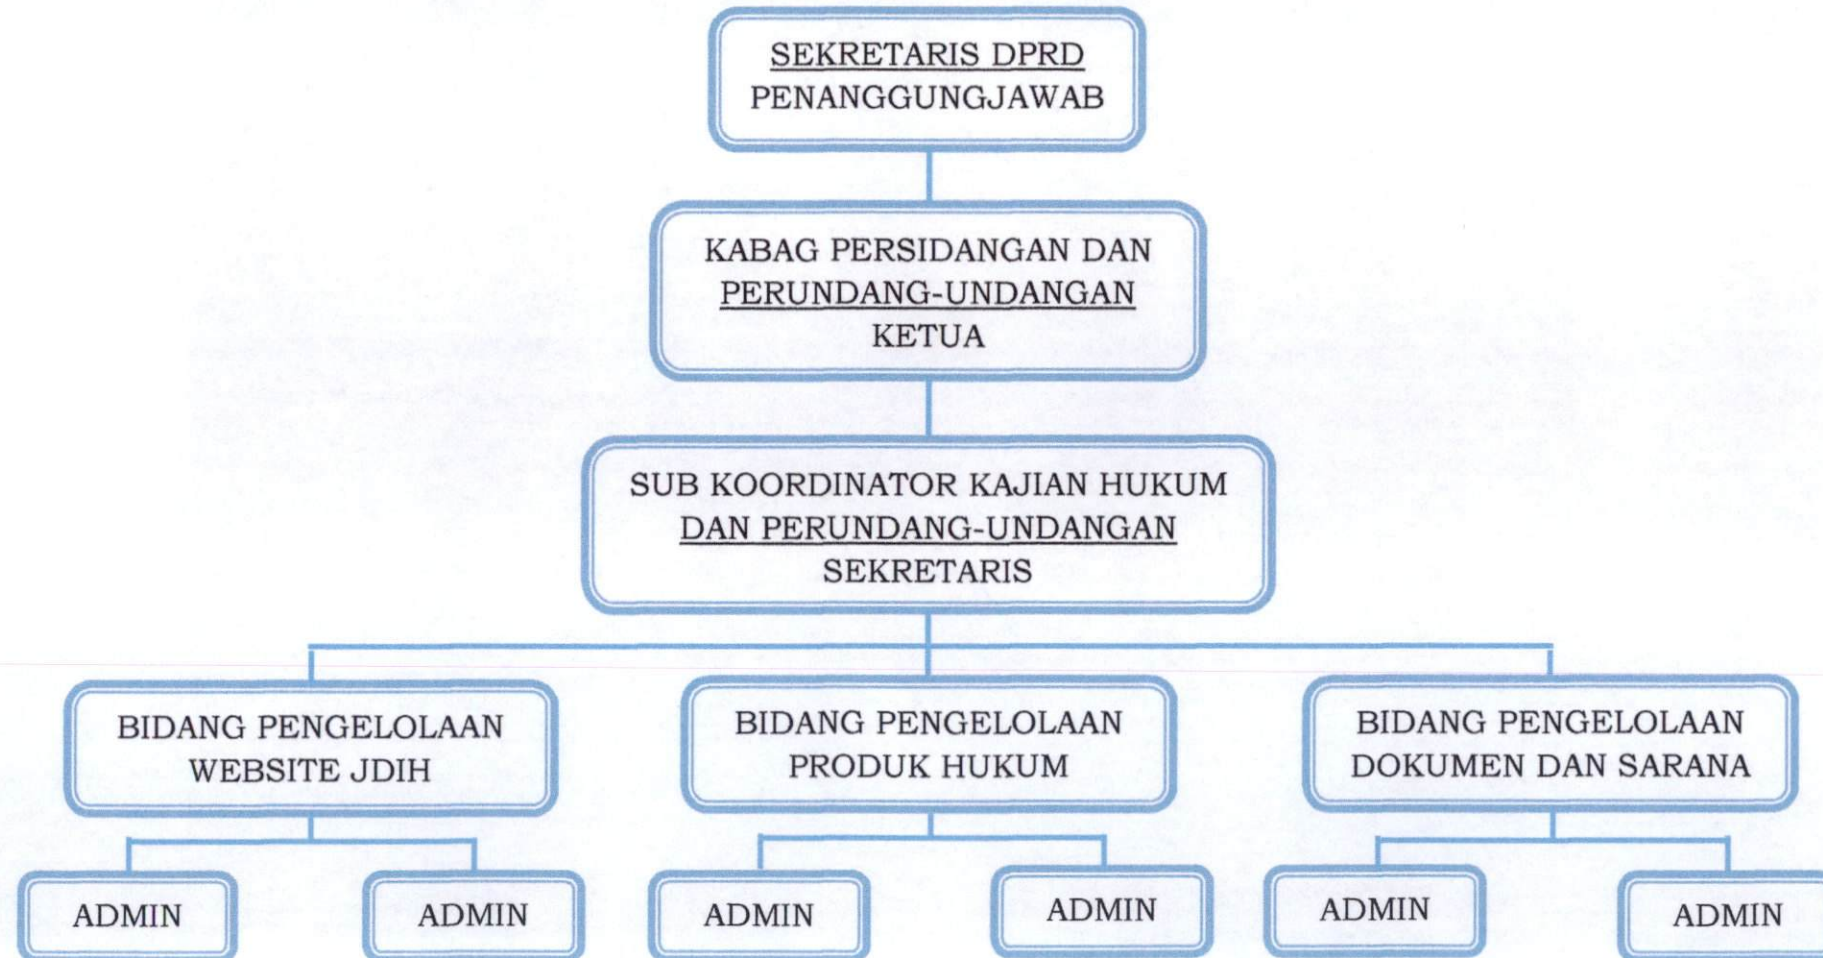 SEKRETARIS DPRD
PENANGGUNGJAWAB
KABAG PERSIDANGAN DAN
PERUNDANG-UNDANGAN
KETUA
SUB KOORDINATOR KAJIAN HUKUM
DAN PERUNDANG-UNDANGAN
SEKRETARIS
BIDANG PENGELOLAAN
WEBSITE JDIH
BIDANG PENGELOLAAN
PRODUK HUKUM
BIDANG PENGELOLAAN
DOKUMEN DAN SARANA
ADMIN
ADMIN
ADMIN
ADMIN
ADMIN
ADMIN